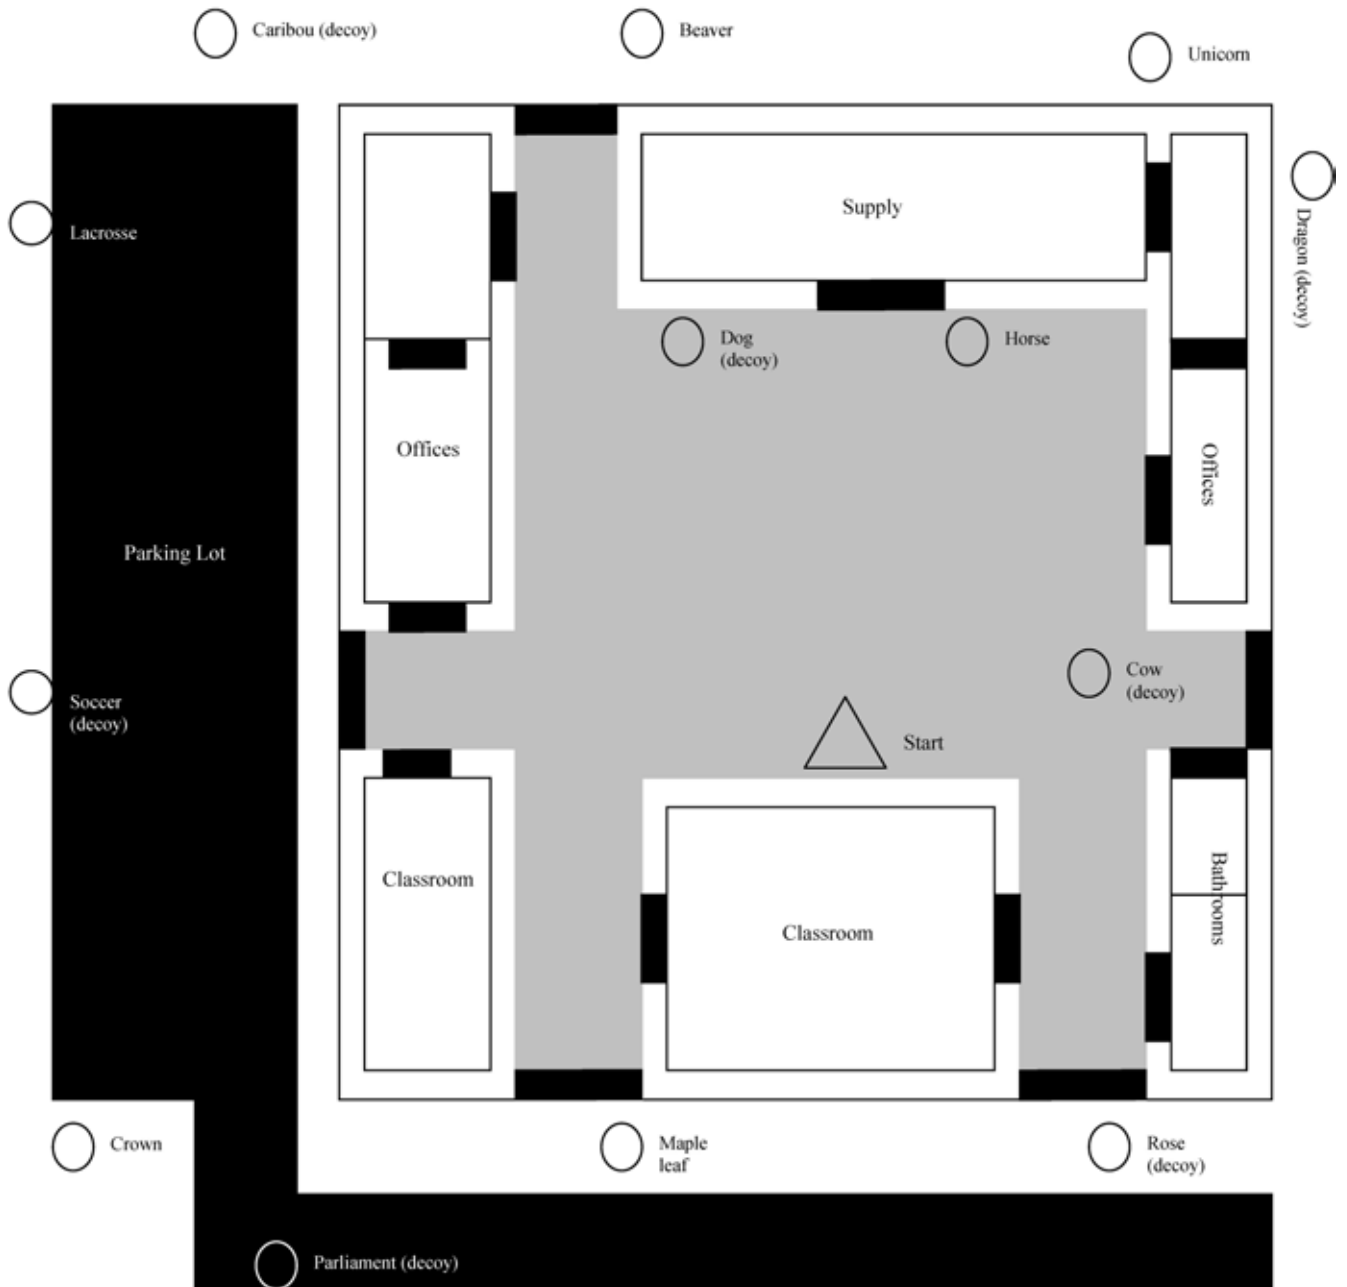 Caribou (decoy)
Beaver
Unicorn
Supply
Lacrosse
Dragon (decoy)
Dog
(decoy)
Horse
Offices
Offices
Parking Lot
Cow
(decoy)
Soccer
(decoy)
Start
Classroom
Bathrooms
Classroom
Crown
Maple
leaf
Rose
(decoy)
Parliament (decoy)